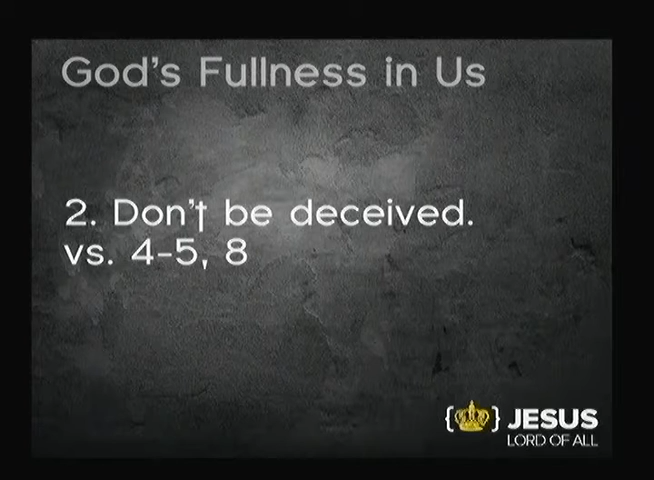 God's Fullness in Us
2. Don't be deceived.
vs. 4-5, 8
{ } JESUS
LORD OF ALL